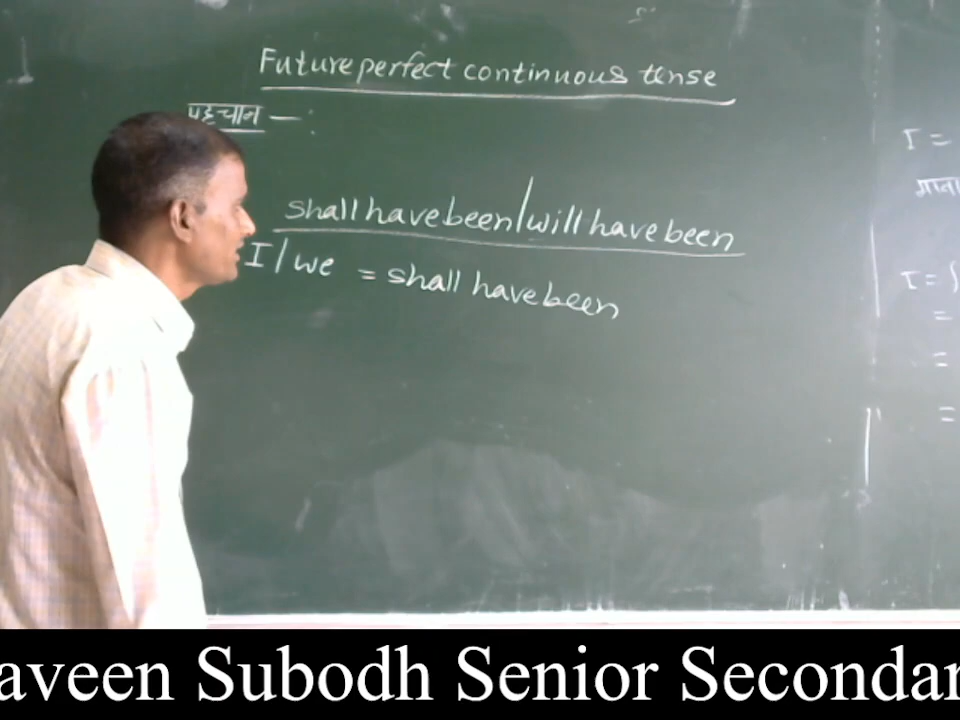 Future perfect continuous tense
पहचान — :
shall have been/will have been
I/we = shall have been
I =
I =
=
=
=
aveen Subodh Senior Secondar